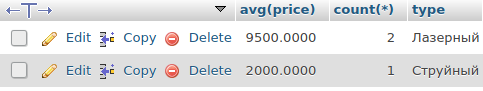 avg(price) count(*) type
Edit Copy Delete 9500.0000 2 Лазерный
Edit Copy Delete 2000.0000 1 Струйный